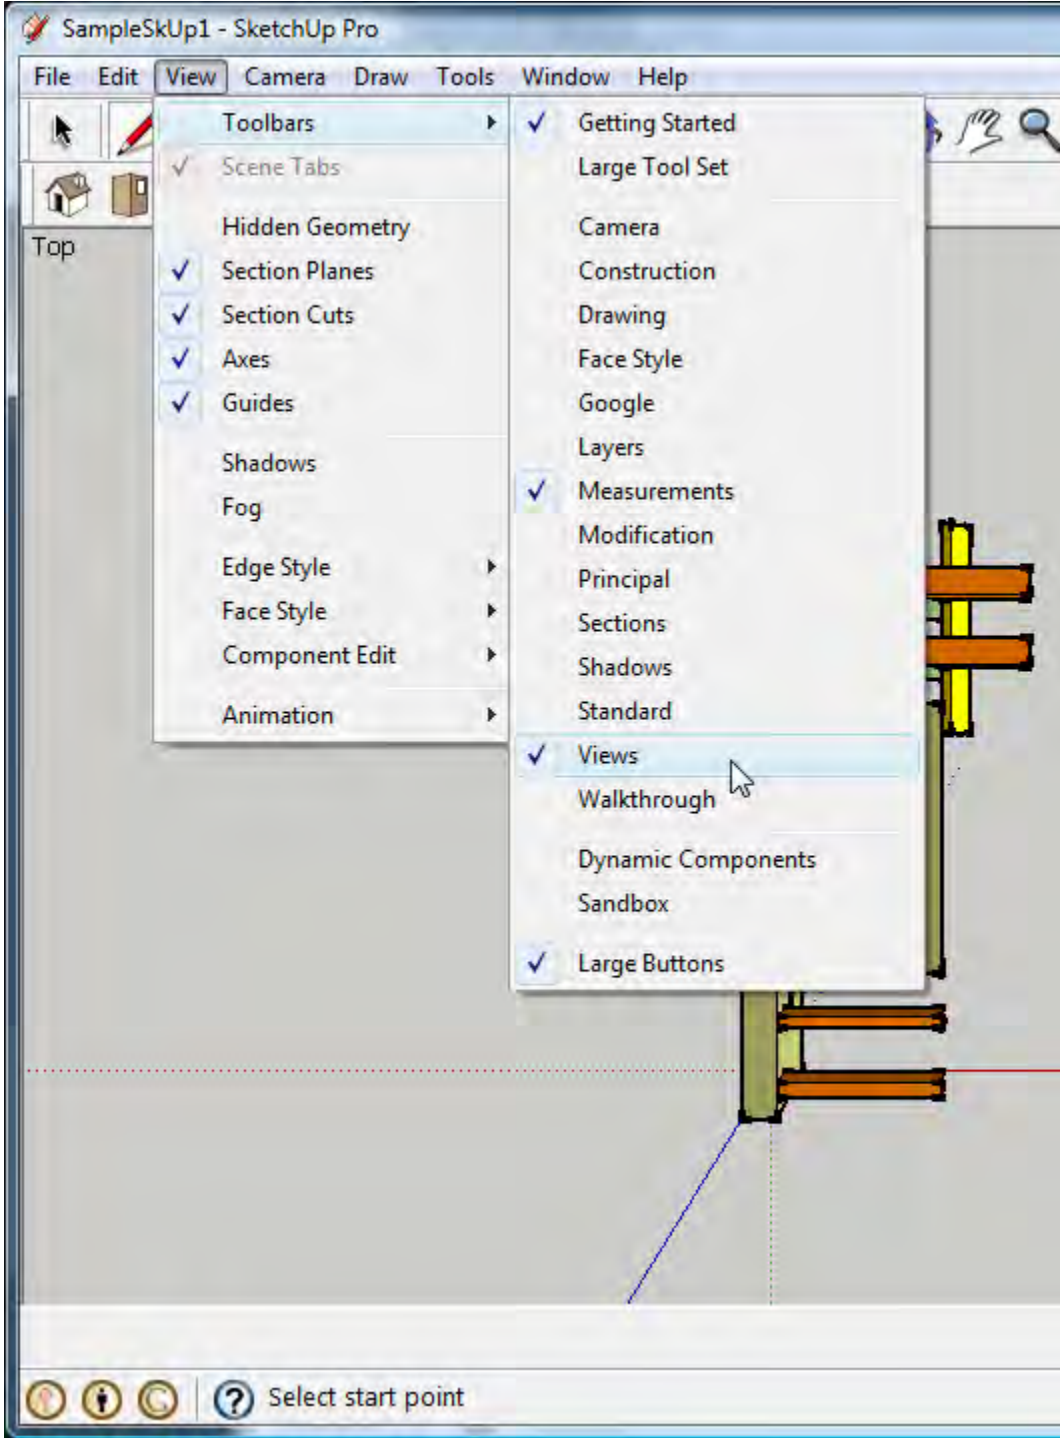 SampleSkUp1 - SketchUp Pro
File Edit View Camera Draw Tools Window Help
Toolbars
Scene Tabs
Hidden Geometry
Section Planes
Section Cuts
Axes
Guides
Shadows
Fog
Edge Style
Face Style
Component Edit
Animation
Getting Started
Large Tool Set
Camera
Construction
Drawing
Face Style
Google
Layers
Measurements
Modification
Principal
Sections
Shadows
Standard
Views
Walkthrough
Dynamic Components
Sandbox
Large Buttons
Top
Select start point